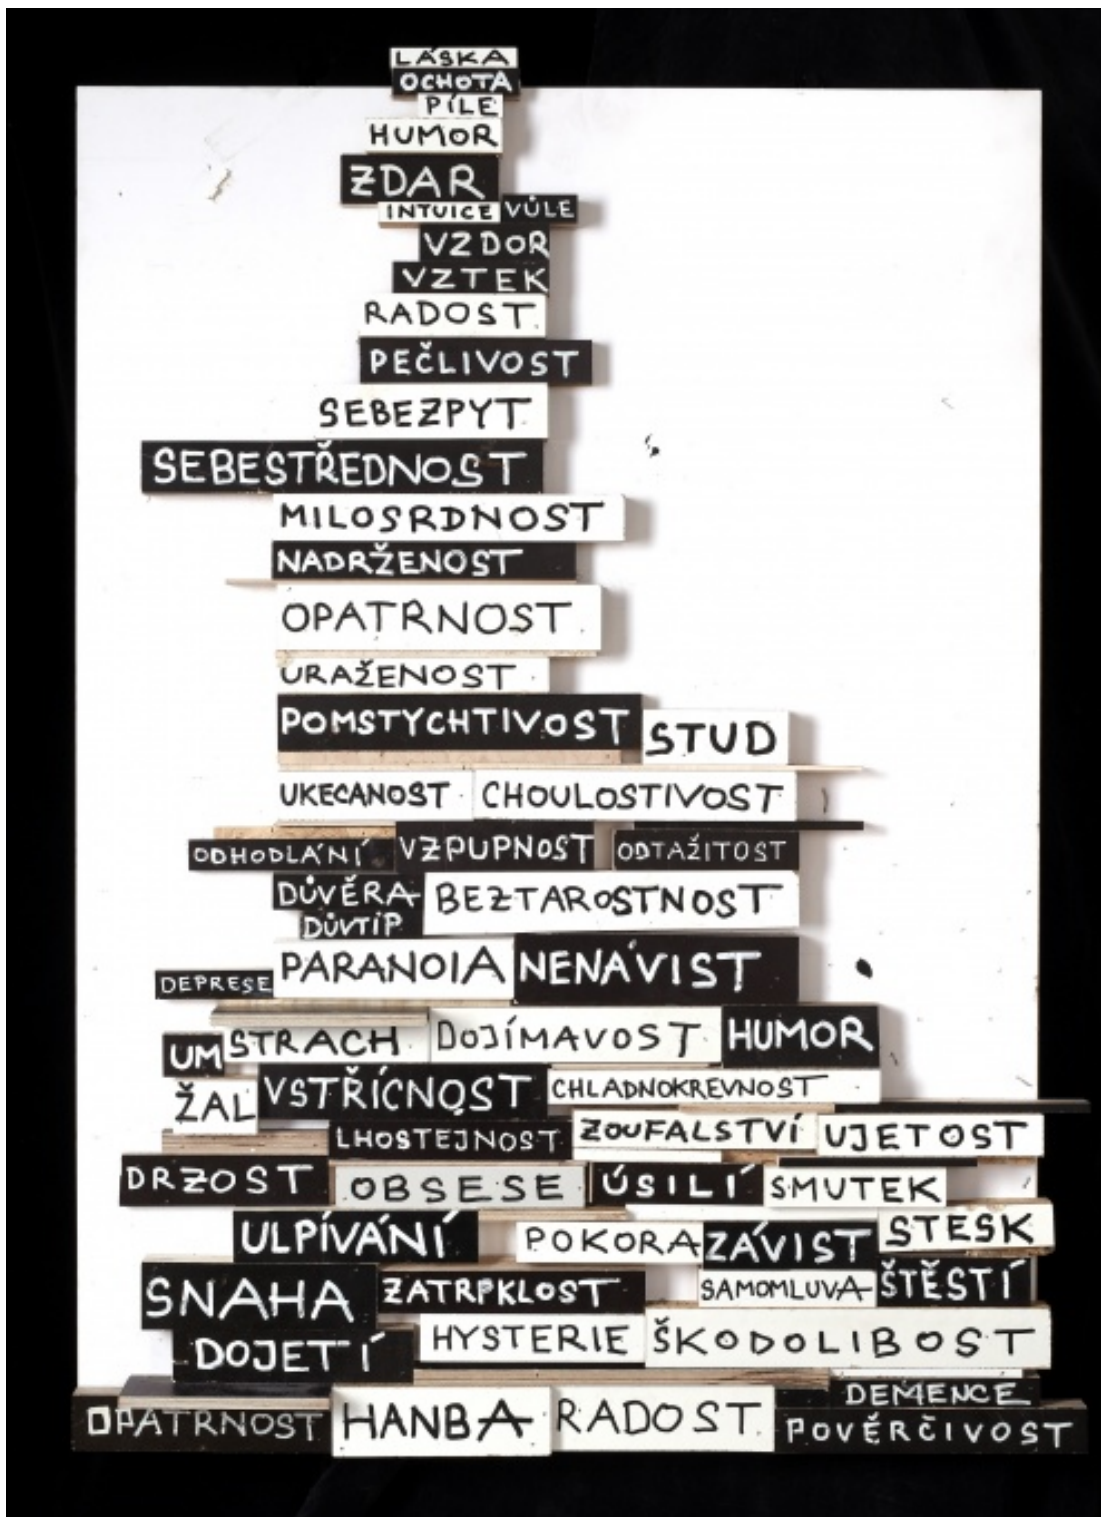 LÁSKA
OCHOTA
PÍLE
HUMOR
ZDAR
INTUICE VŮLE
VZDOR
VZTEK
RADOST
PEČLIVOST
SEBEZPYT
SEBESTŘEDNOST
MILOSRDNOST
NADRŽENOST
OPATRNOST
URAŽENOST
POMSTYCHTIVOST STUD
UKECANOST CHOULOSTIVOST
ODHODLÁNÍ VZPUPNOST ODTAŽITOST
DŮVĚRA BEZTAROSTNOST
DŮVTIP
DEPRESE PARANOIA NENÁVIST
UM STRACH DOJÍMAVOST HUMOR
ŽAL VSTŘÍCNOST CHLADNOKREVNOST
LHOSTEJNOST ZOUFALSTVÍ UJETOST
DRZOST OBSESE ÚSILÍ SMUTEK
ULPÍVÁNÍ POKORA ZÁVIST STESK
SNAHA ZATRPKLOST SAMOMLUVA ŠTĚSTÍ
DOJETÍ HYSTERIE ŠKODOLIBOST
DEMENCE
OPATRNOST HANBA RADOST POVĚRČIVOST